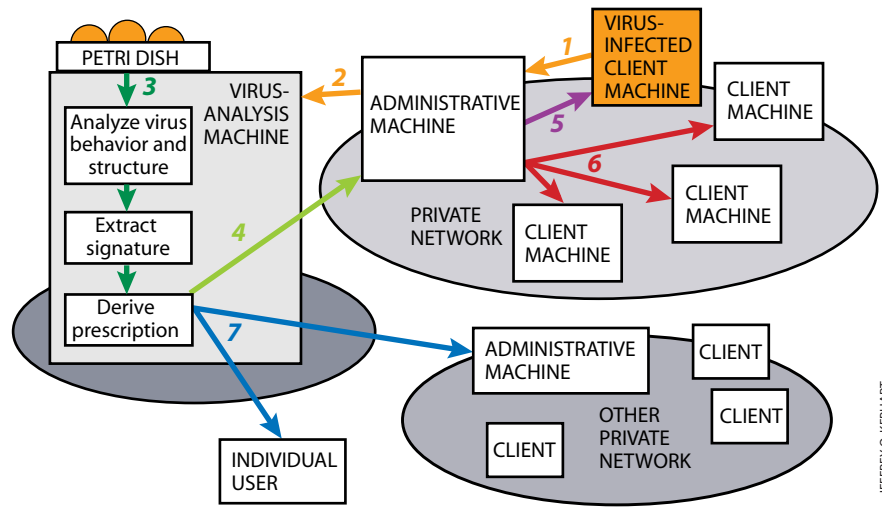 PETRI DISH
3
VIRUS-
ANALYSIS
MACHINE
Analyze virus
behavior and
structure
Extract
signature
Derive
prescription
2
1
ADMINISTRATIVE
MACHINE
VIRUS-
INFECTED
CLIENT
MACHINE
5
6
CLIENT
MACHINE
CLIENT
MACHINE
CLIENT
MACHINE
PRIVATE
NETWORK
4
7
INDIVIDUAL
USER
ADMINISTRATIVE
MACHINE
CLIENT
CLIENT
CLIENT
OTHER
PRIVATE
NETWORK